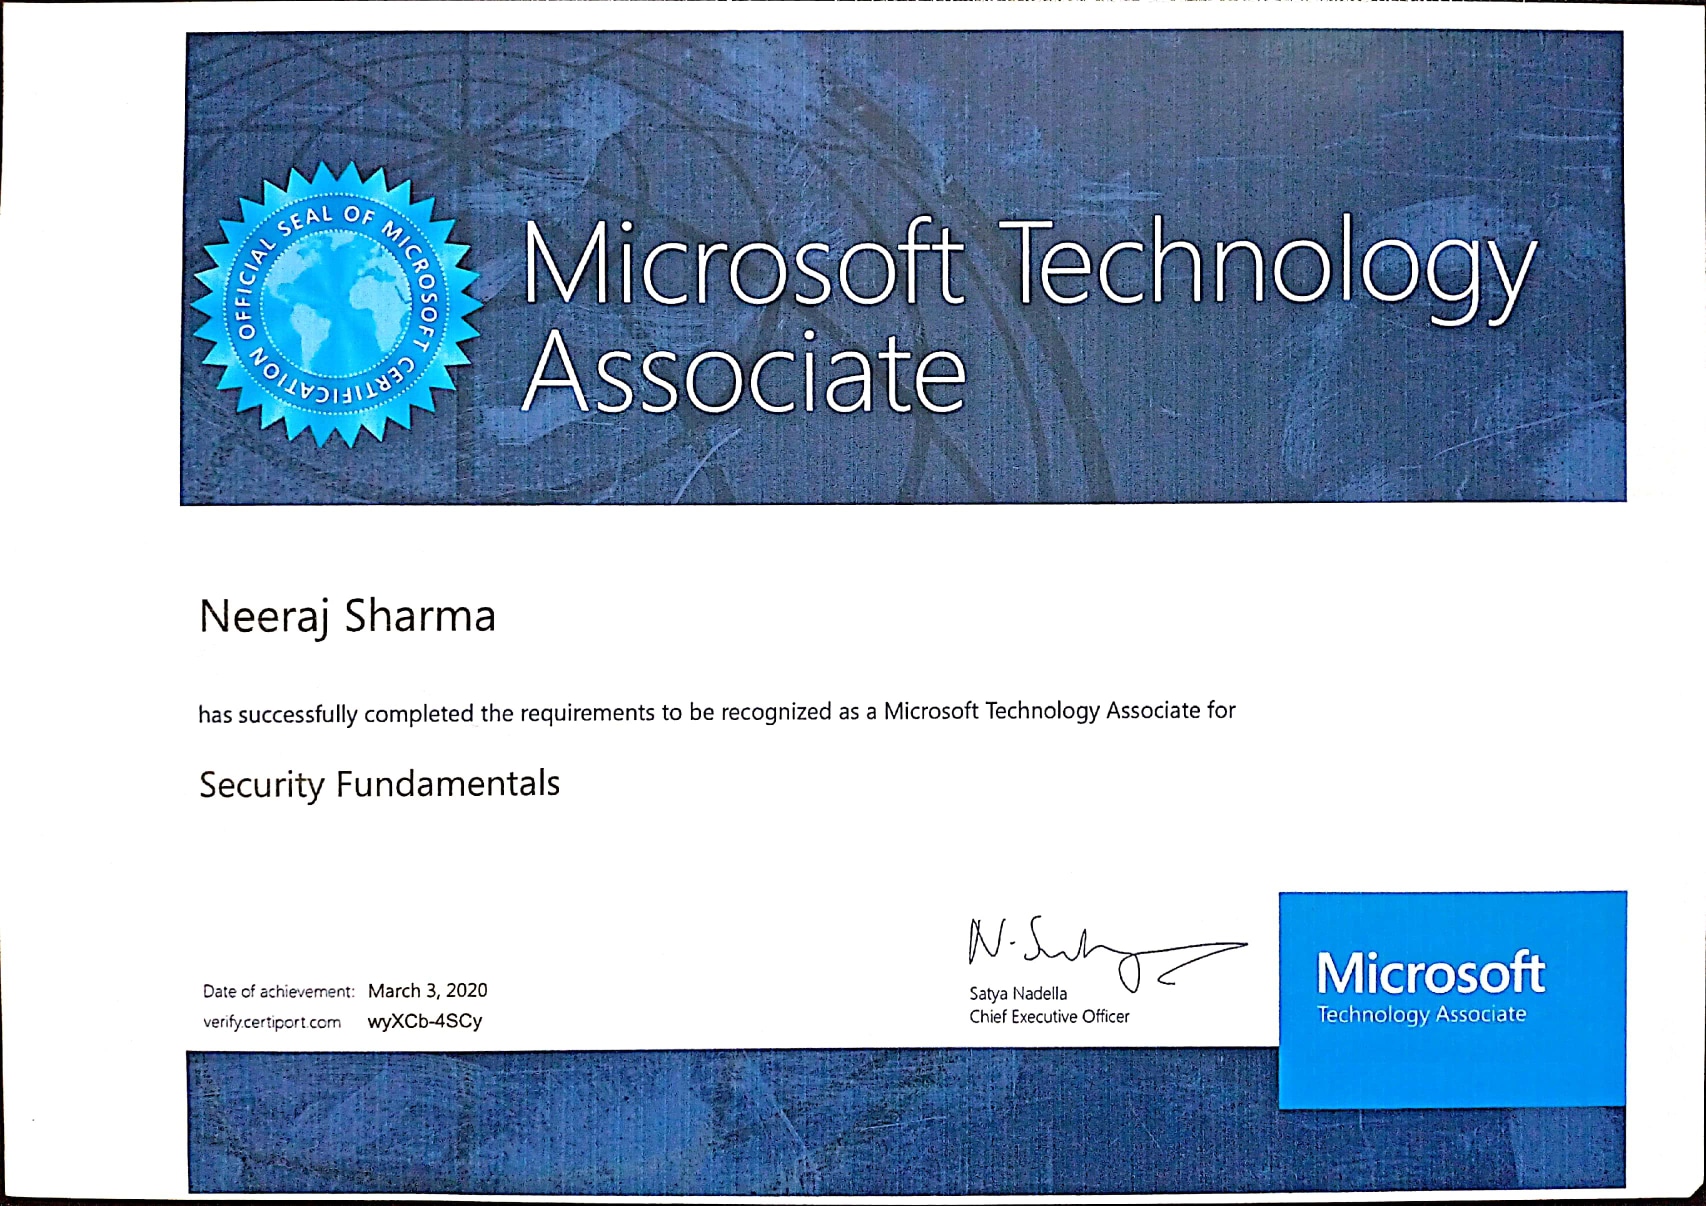 OFFICIAL SEAL OF MICROSOFT CERTIFICATION
Microsoft Technology
Associate
Neeraj Sharma
has successfully completed the requirements to be recognized as a Microsoft Technology Associate for
Security Fundamentals
Date of achievement: March 3, 2020
verify.certiport.com wyXCb-4SCy
Satya Nadella
Chief Executive Officer
Microsoft
Technology Associate